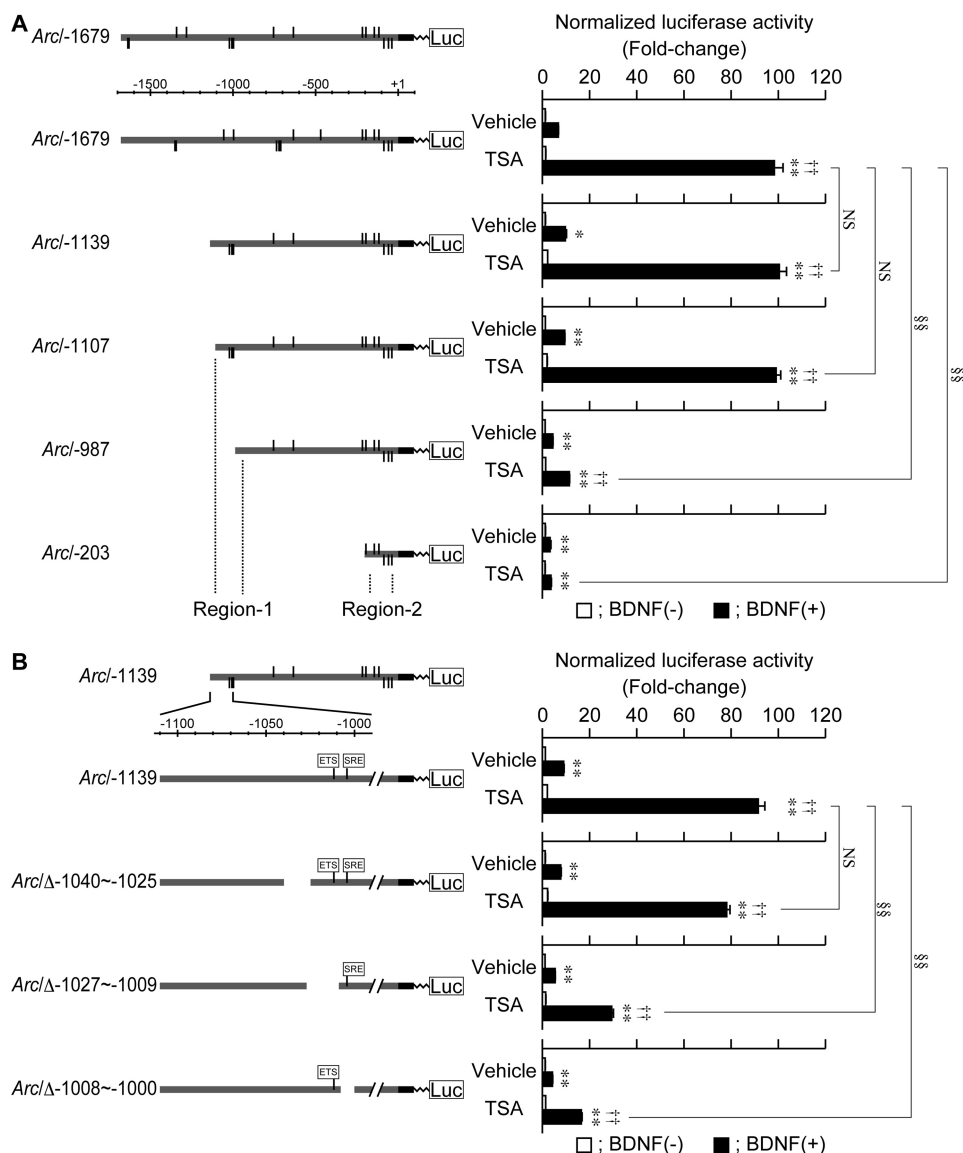 A
Normalized luciferase activity
(Fold-change)
0 20 40 60 80 100 120
Arc/-1679 Luc
-1500 -1000 -500 +1
Arc/-1679 Luc
Vehicle
TSA ** ‡
Arc/-1139 Luc
Vehicle *
TSA ** ‡
NS
Arc/-1107 Luc
Vehicle **
TSA ** ‡
NS
Arc/-987 Luc
Vehicle **
TSA ** ‡
§§
Arc/-203 Luc
Vehicle **
TSA **
§§
Region-1 Region-2
; BDNF(-) ; BDNF(+)
B
Normalized luciferase activity
(Fold-change)
0 20 40 60 80 100 120
Arc/-1139 Luc
-1100 -1050 -1000
Arc/-1139 ETS SRE Luc
Vehicle **
TSA ** ‡
Arc/Δ-1040~-1025 ETS SRE Luc
Vehicle **
TSA ** ‡
NS
Arc/Δ-1027~-1009 SRE Luc
Vehicle **
TSA ** ‡
§§
Arc/Δ-1008~-1000 ETS Luc
Vehicle **
TSA ** ‡
§§
; BDNF(-) ; BDNF(+)